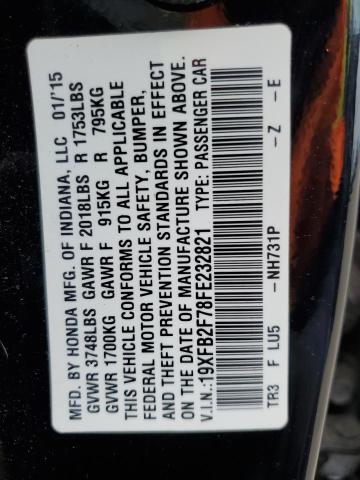 MFD. BY HONDA MFG. OF INDIANA, LLC 01/'15
GVWR 3748LBS GAWR F 2018LBS R 1753LBS
GVWR 1700KG GAWR F 915KG R 795KG
THIS VEHICLE CONFORMS TO ALL APPLICABLE
FEDERAL MOTOR VEHICLE SAFETY, BUMPER,
AND THEFT PREVENTION STANDARDS IN EFFECT
ON THE DATE OF MANUFACTURE SHOWN ABOVE.
V.I.N.:19XFB2F78FE232821 TYPE: PASSENGER CAR
TR3 F LU5 -NH731P -Z -E